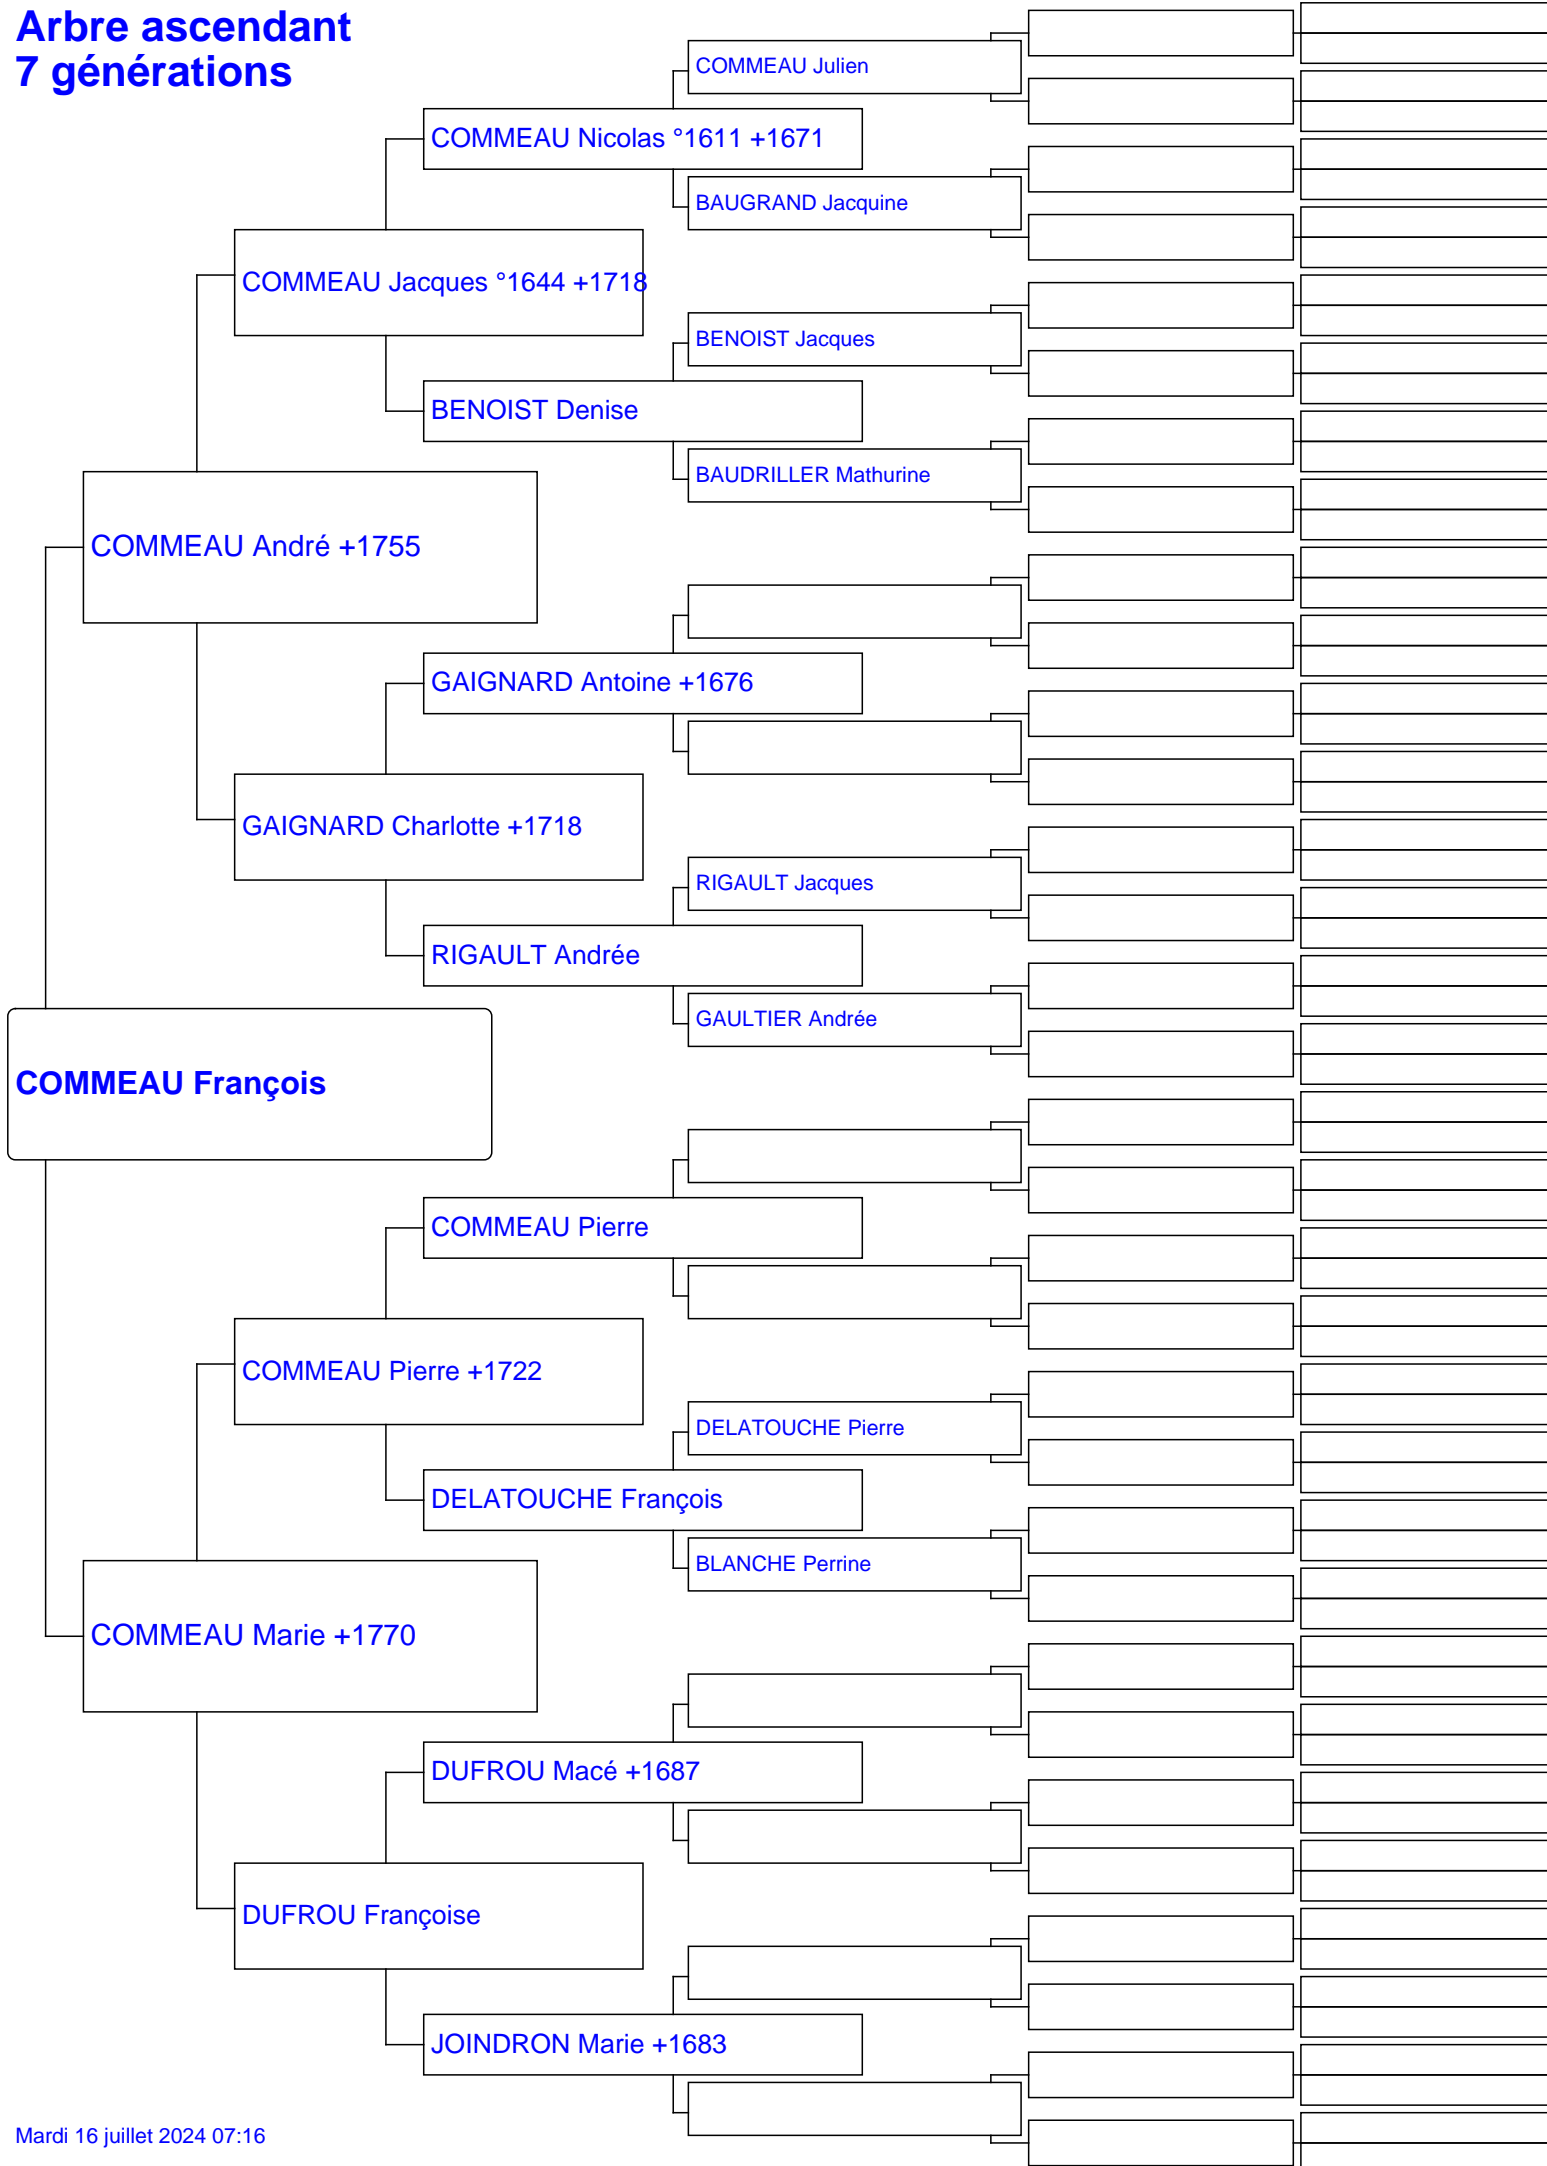 Arbre ascendant
7 générations
COMMEAU Julien
COMMEAU Nicolas °1611 +1671
BAUGRAND Jacquine
COMMEAU Jacques °1644 +1718
BENOIST Jacques
BENOIST Denise
BAUDRILLER Mathurine
COMMEAU André +1755
GAIGNARD Antoine +1676
GAIGNARD Charlotte +1718
RIGAULT Jacques
RIGAULT Andrée
GAULTIER Andrée
COMMEAU François
COMMEAU Pierre
COMMEAU Pierre +1722
DELATOUCHE Pierre
DELATOUCHE François
BLANCHE Perrine
COMMEAU Marie +1770
DUFROU Macé +1687
DUFROU Françoise
JOINDRON Marie +1683
Mardi 16 juillet 2024 07:16